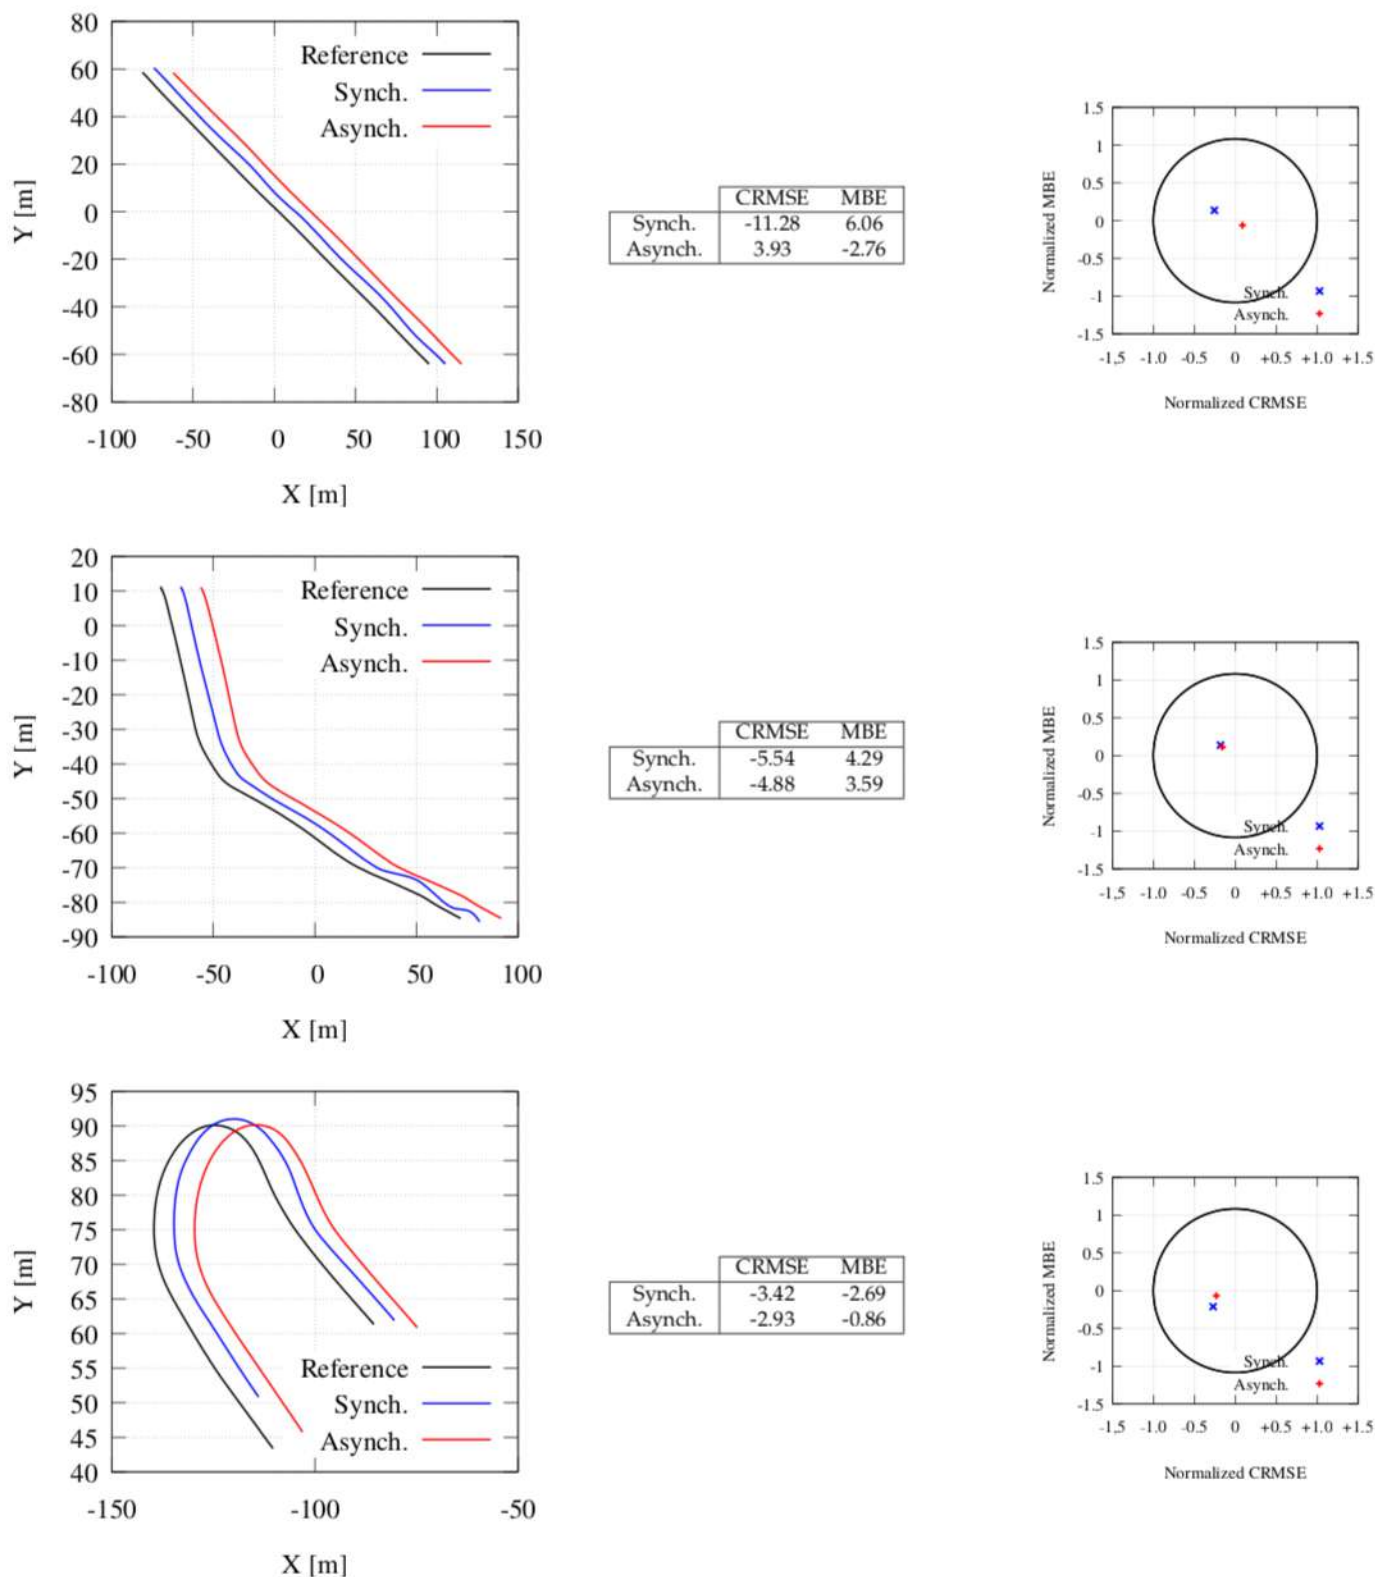 80
60
40
20
0
-20
-40
-60
-80
Y [m]
Reference
Synch.
Asynch.
-100 -50 0 50 100 150
X [m]
CRMSE MBE
Synch. -11.28 6.06
Asynch. 3.93 -2.76
1.5
1
0.5
0
-0.5
-1
-1.5
Normalized MBE
Synch.
Asynch.
-1.5 -1.0 -0.5 0 +0.5 +1.0 +1.5
Normalized CRMSE
20
10
0
-10
-20
-30
-40
-50
-60
-70
-80
-90
Y [m]
Reference
Synch.
Asynch.
-100 -50 0 50 100
X [m]
CRMSE MBE
Synch. -5.54 4.29
Asynch. -4.88 3.59
1.5
1
0.5
0
-0.5
-1
-1.5
Normalized MBE
Synch.
Asynch.
-1.5 -1.0 -0.5 0 +0.5 +1.0 +1.5
Normalized CRMSE
95
90
85
80
75
70
65
60
55
50
45
40
Y [m]
Reference
Synch.
Asynch.
-150 -100 -50
X [m]
CRMSE MBE
Synch. -3.42 -2.69
Asynch. -2.93 -0.86
1.5
1
0.5
0
-0.5
-1
-1.5
Normalized MBE
Synch.
Asynch.
-1.5 -1.0 -0.5 0 +0.5 +1.0 +1.5
Normalized CRMSE